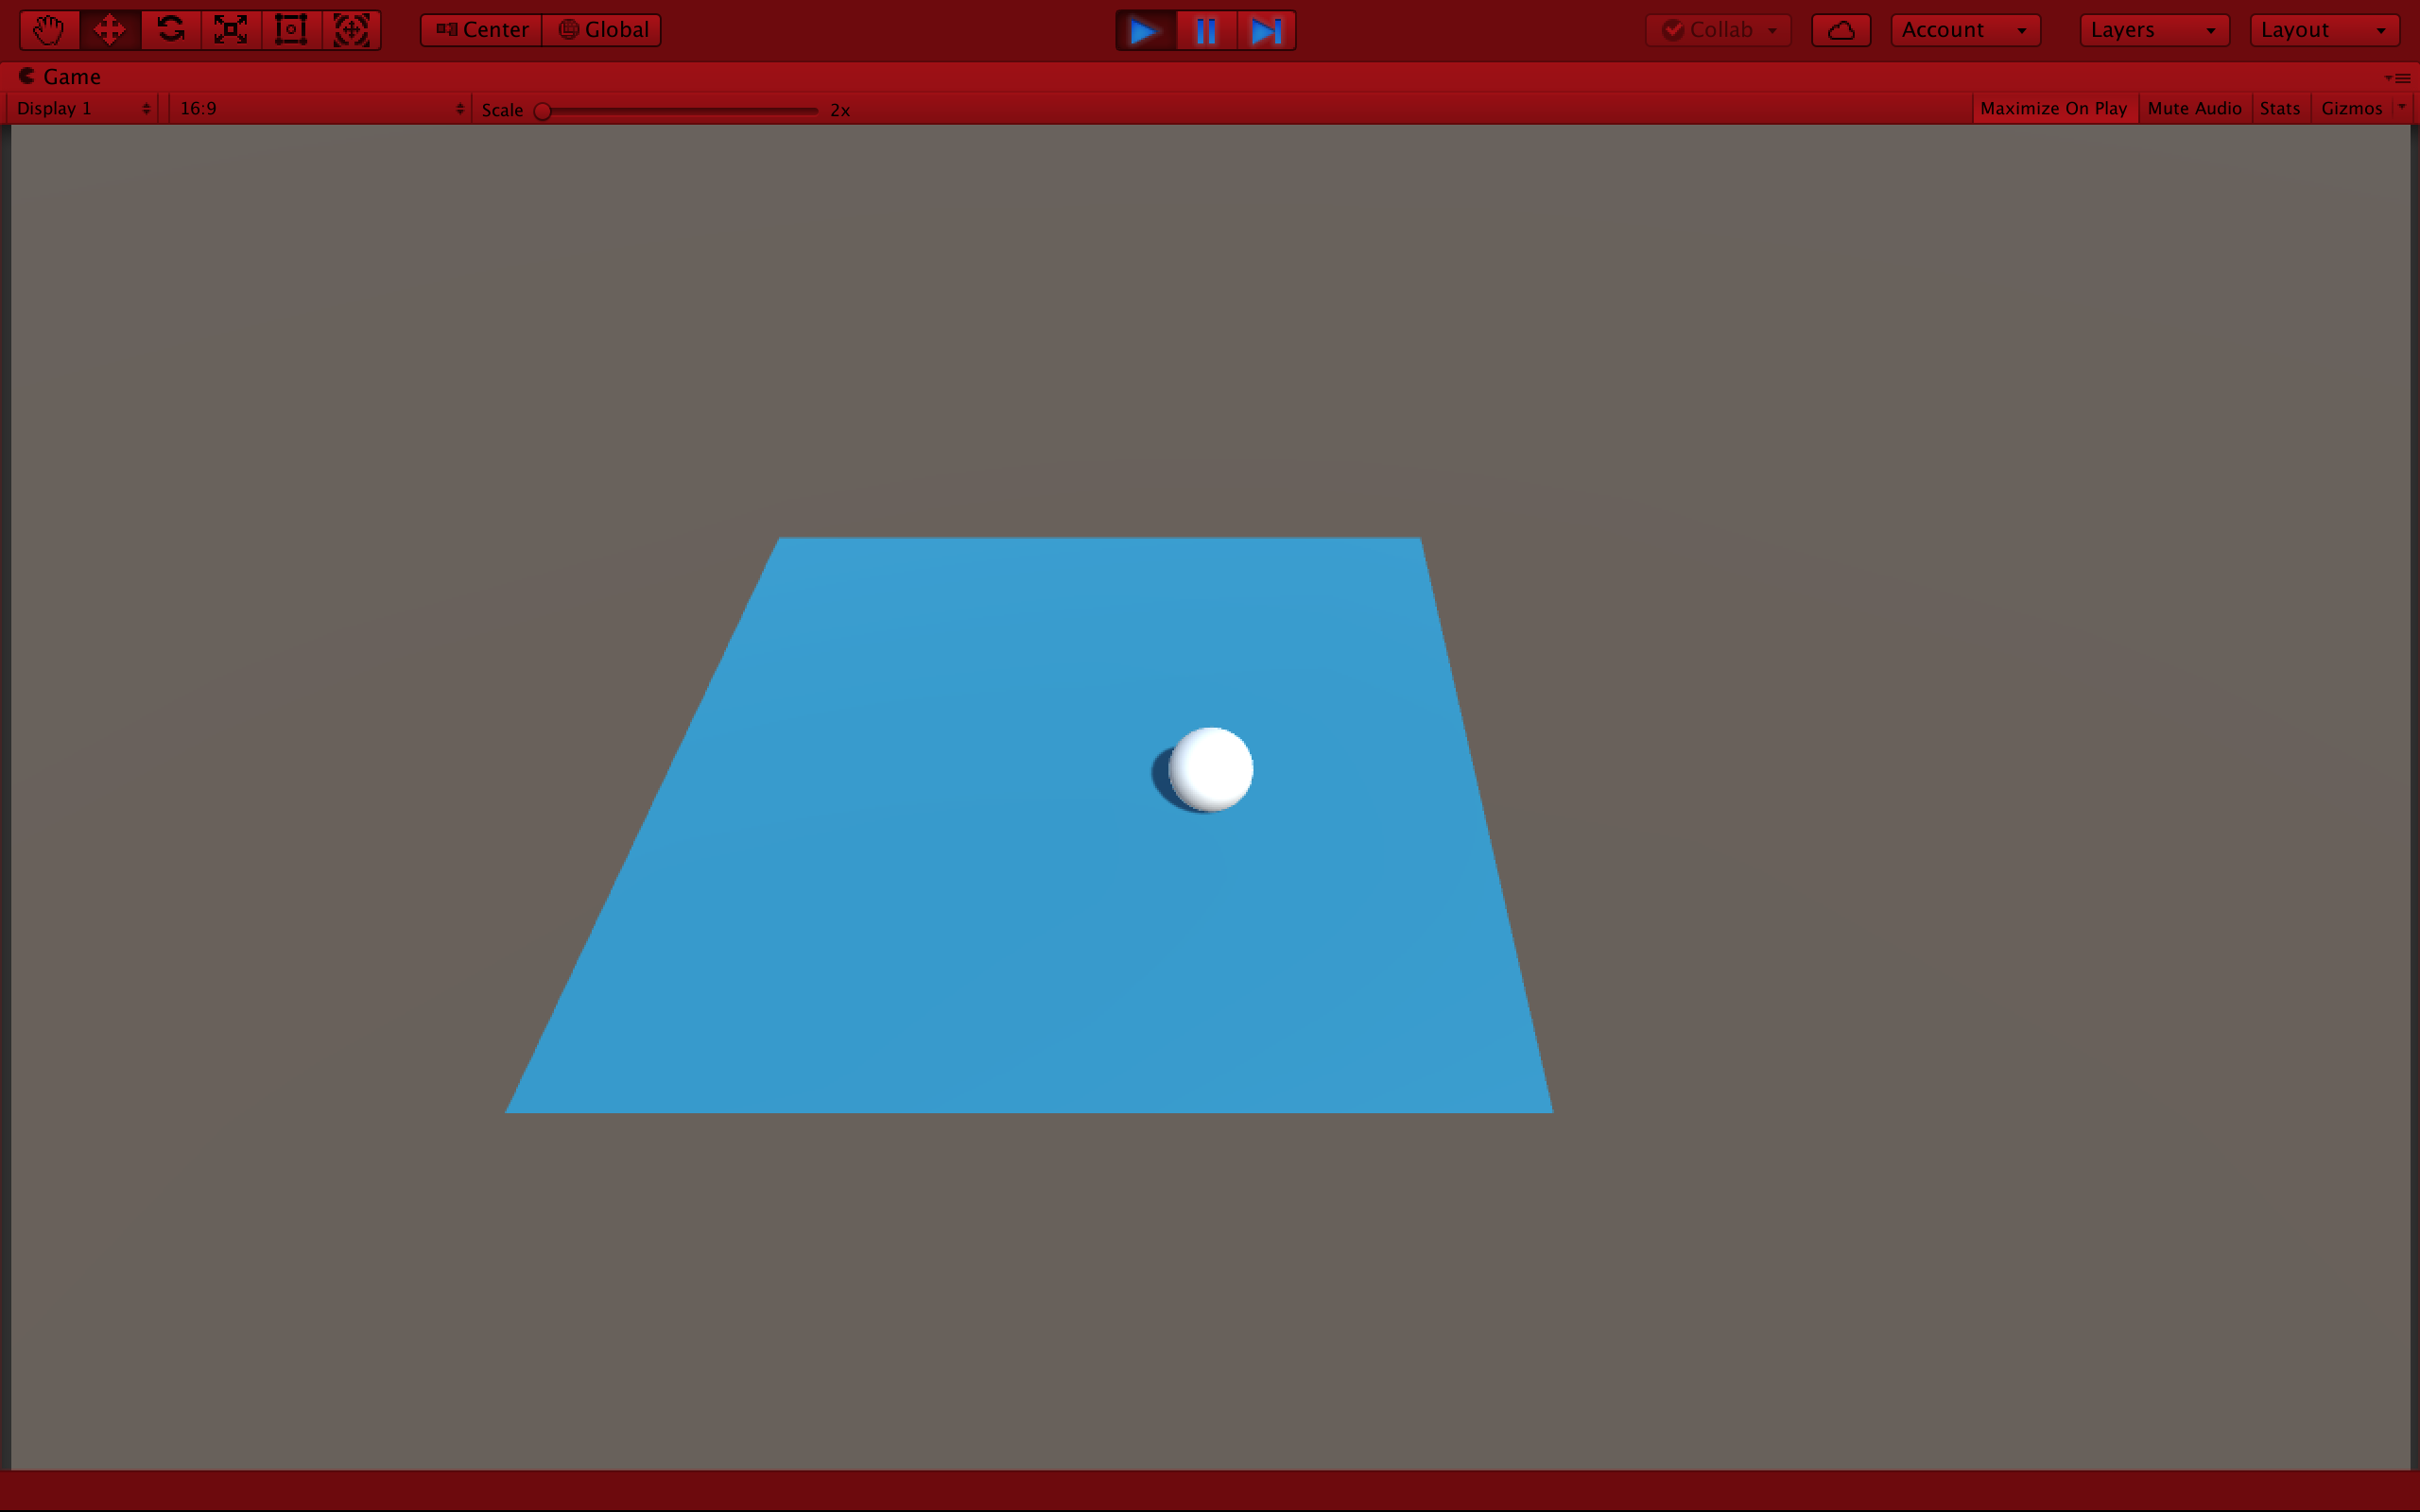 Center Global Collab Account Layers Layout
Game
Display 1 16:9 Scale 2x Maximize On Play Mute Audio Stats Gizmos